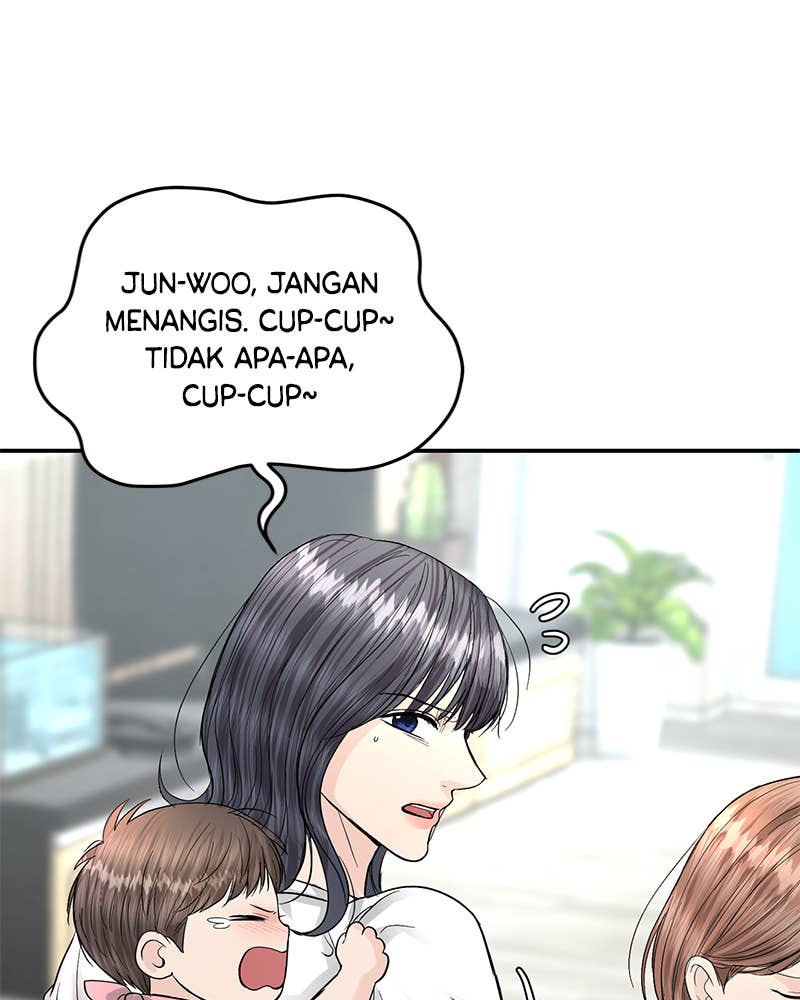 JUN-WOO, JANGAN
MENANGIS. CUP-CUP~
TIDAK APA-APA,
CUP-CUP~